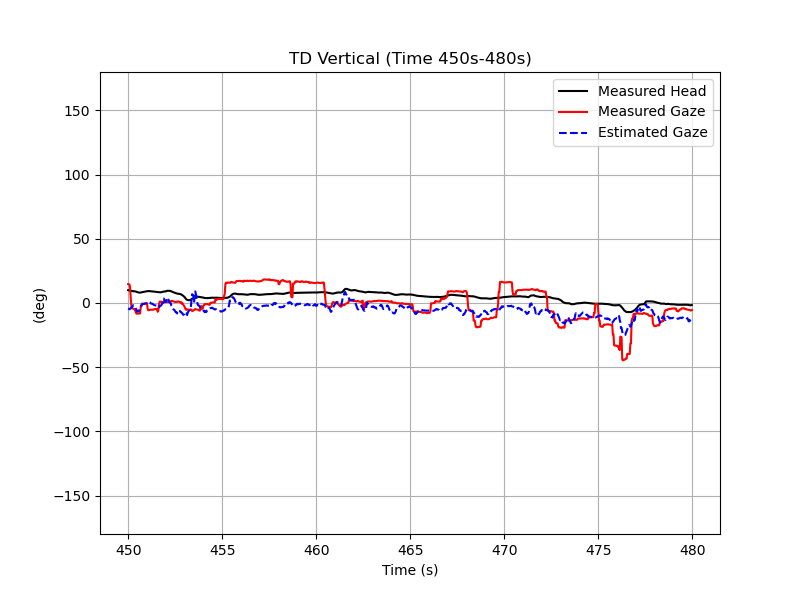 TD Vertical (Time 450s-480s)
Measured Head
Measured Gaze
Estimated Gaze
150
100
50
0
−50
−100
−150
(deg)
450 455 460 465 470 475 480
Time (s)